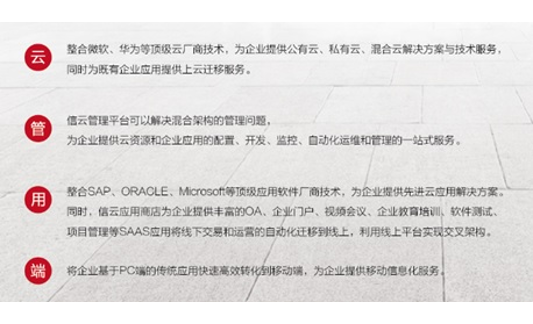 云
整合微软、华为等顶级云厂商技术，为企业提供公有云、私有云、混合云解决方案与技术服务，
同时为既有企业应用提供上云迁移服务。
管
信云管理平台可以解决混合架构的管理问题，
为企业提供云资源和企业应用的配置、开发、监控、自动化运维和管理的一站式服务。
用
整合SAP、ORACLE、Microsoft等顶级应用软件厂商技术，为企业提供先进云应用解决方案。
同时，信云应用商店为企业提供丰富的OA、企业门户、视频会议、企业教育培训、软件测试、
项目管理等SAAS应用将线下交易和运营的自动化迁移到线上，利用线上平台实现交叉架构。
端
将企业基于PC端的传统应用快速高效转化到移动端，为企业提供移动信息化服务。